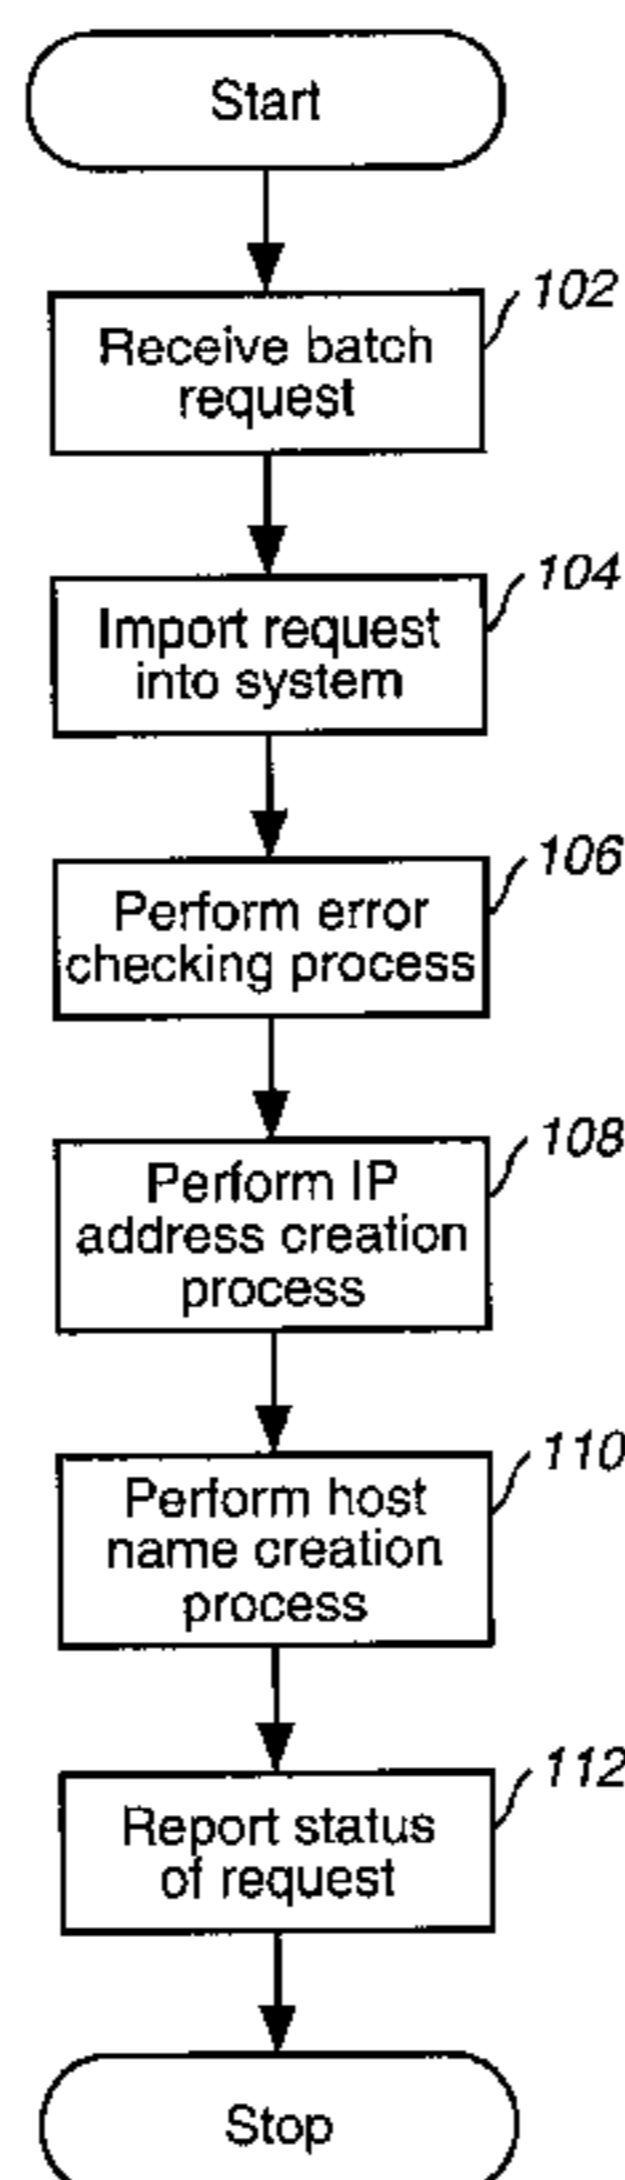 Start
102
Receive batch
request
104
Import request
into system
106
Perform error
checking process
108
Perform IP
address creation
process
110
Perform host
name creation
process
112
Report status
of request
Stop